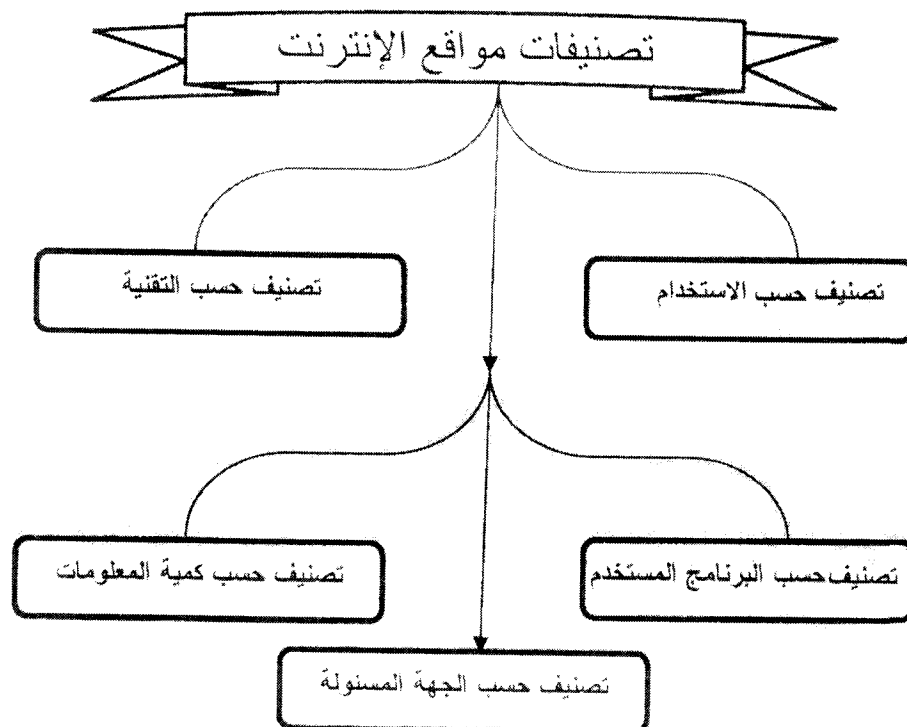 تصنيفات مواقع الإنترنت
تصنيف حسب الاستخدام
تصنيف حسب التقنية
تصنيف حسب البرنامج المستخدم
تصنيف حسب كمية المعلومات
تصنيف حسب الجهة المسئولة